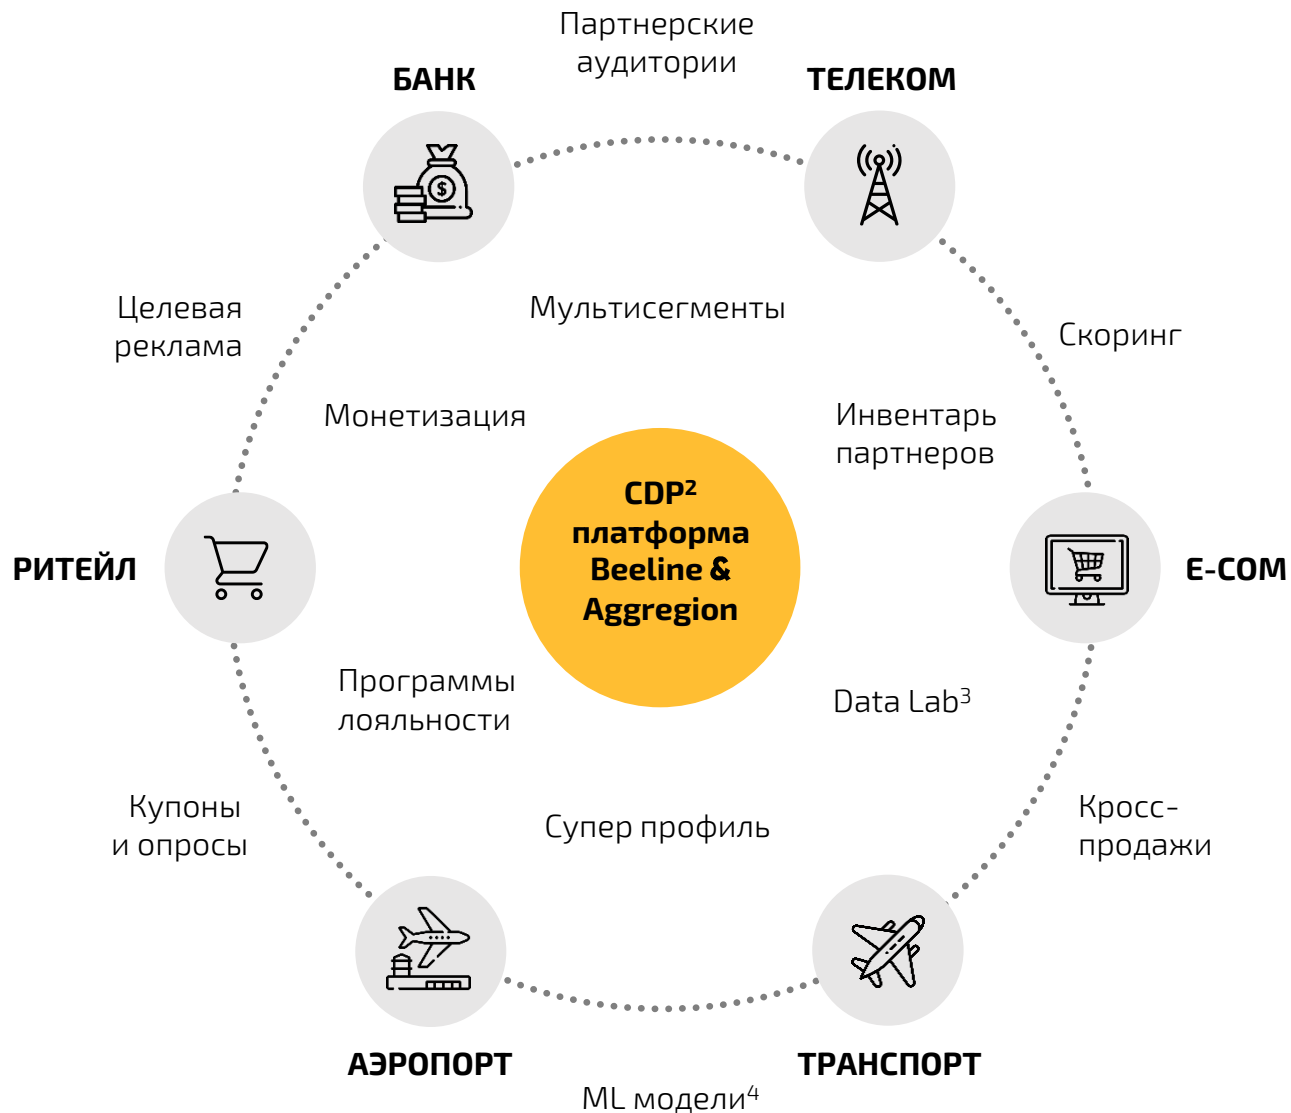 Партнерские
аудитории
БАНК
ТЕЛЕКОМ
$
Целевая
реклама
Мультисегменты
Скоринг
Монетизация
Инвентарь
партнеров
CDP²
платформа
Beeline &
Aggregion
РИТЕЙЛ
E-COM
Программы
лояльности
Data Lab³
Купоны
и опросы
Супер профиль
Кросс-
продажи
АЭРОПОРТ
ТРАНСПОРТ
ML модели⁴